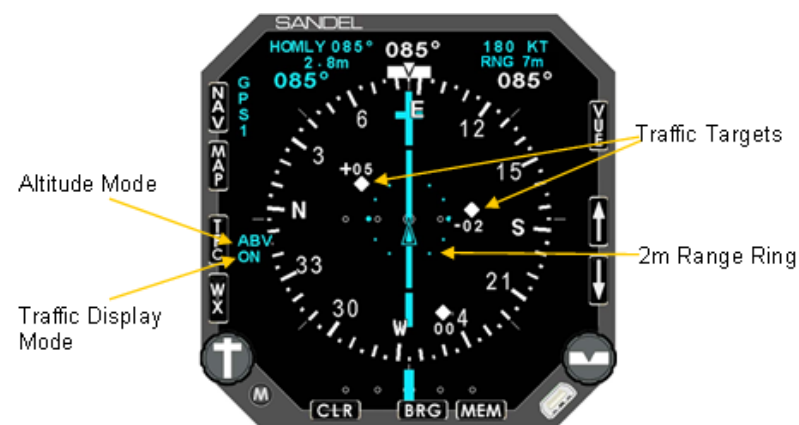 SANDEL
HOMLY 085° 085° 180 KT
2.8m RNG 7m
085° 085°
GPS1
NAV
VUE
MAP
E
6
12
3
15
Traffic Targets
+05
Altitude Mode
N
S
-02
TFC
ABV
ON
2m Range Ring
33
21
WX
30
W
00
4
Traffic Display
Mode
M
CLR
BRG
MEM